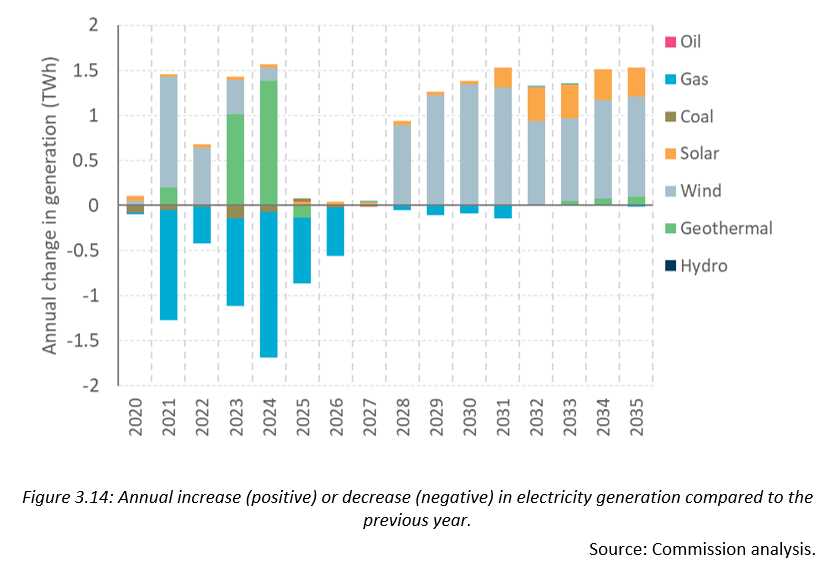 Annual change in generation (TWh)
2
1.5
1
0.5
0
-0.5
-1
-1.5
-2
2020
2021
2022
2023
2024
2025
2026
2027
2028
2029
2030
2031
2032
2033
2034
2035
Oil
Gas
Coal
Solar
Wind
Geothermal
Hydro
Figure 3.14: Annual increase (positive) or decrease (negative) in electricity generation compared to the
previous year.
Source: Commission analysis.